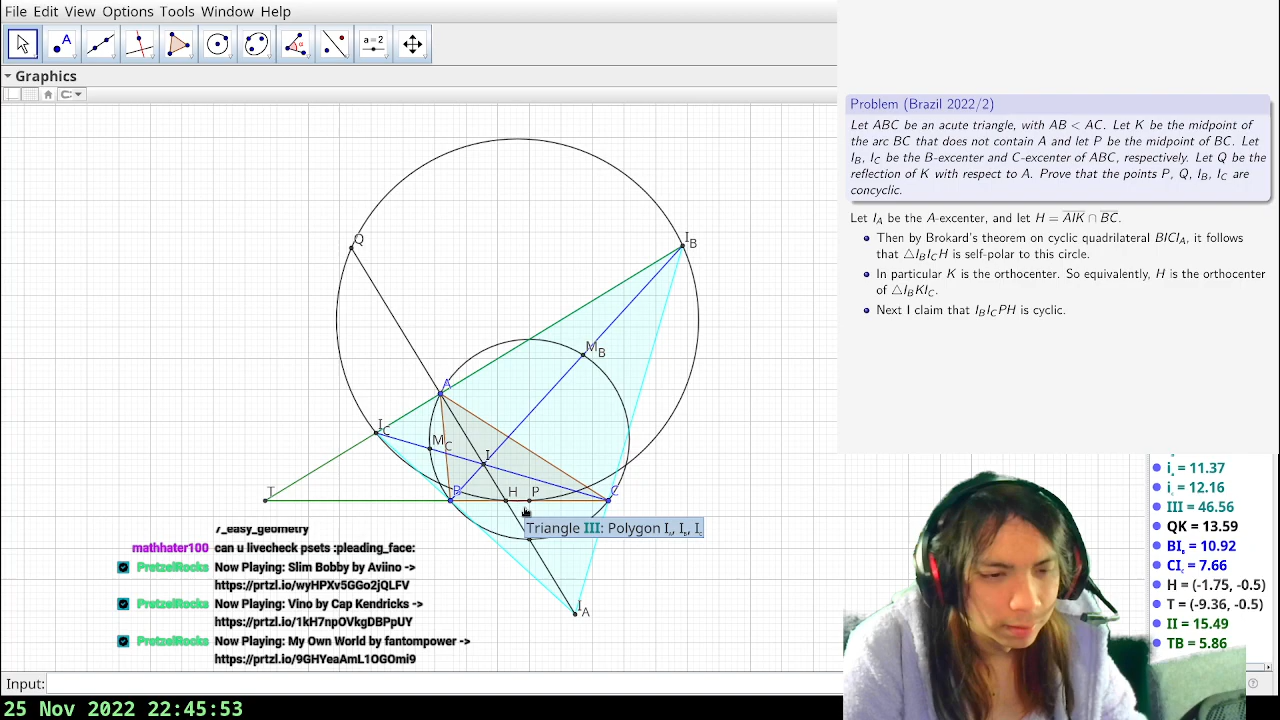 File Edit View Options Tools Window Help
a=2
Graphics
Problem (Brazil 2022/2)
Let ABC be an acute triangle, with AB < AC. Let K be the midpoint of
the arc BC that does not contain A and let P be the midpoint of BC. Let
I_B, I_C be the B-excenter and C-excenter of ABC, respectively. Let Q be the
reflection of K with respect to A. Prove that the points P, Q, I_B, I_C are
concyclic.
Let I_A be the A-excenter, and let H = AIK ∩ BC.
• Then by Brokard's theorem on cyclic quadrilateral BICI_A, it follows
that △I_BI_CH is self-polar to this circle.
• In particular K is the orthocenter. So equivalently, H is the orthocenter
of △I_BKI_C.
• Next I claim that I_BI_CPH is cyclic.
Q
I_B
M_B
A
I_C
M_C
I
T
B
H
P
C
I_A
Triangle III: Polygon I, I, I
7_easy_geometry
mathhater100 can u livecheck psets :pleading_face:
PretzelRocks Now Playing: Slim Bobby by Aviino ->
https://prtzl.io/wyHPXv5GGo2jQLF
PretzelRocks Now Playing: Vino by Cap Kendricks ->
https://prtzl.io/1kH7npOVkgDBPpUY
PretzelRocks Now Playing: My Own World by fantompower ->
https://prtzl.io/9GHYeaAmL1OGOmi9
i = 11.37
i = 12.16
III = 46.56
QK = 13.59
BI = 10.92
CI = 7.66
H = (-1.75, -0.5)
T = (-9.36, -0.5)
II = 15.49
TB = 5.86
Input:
25 Nov 2022 22:45:53